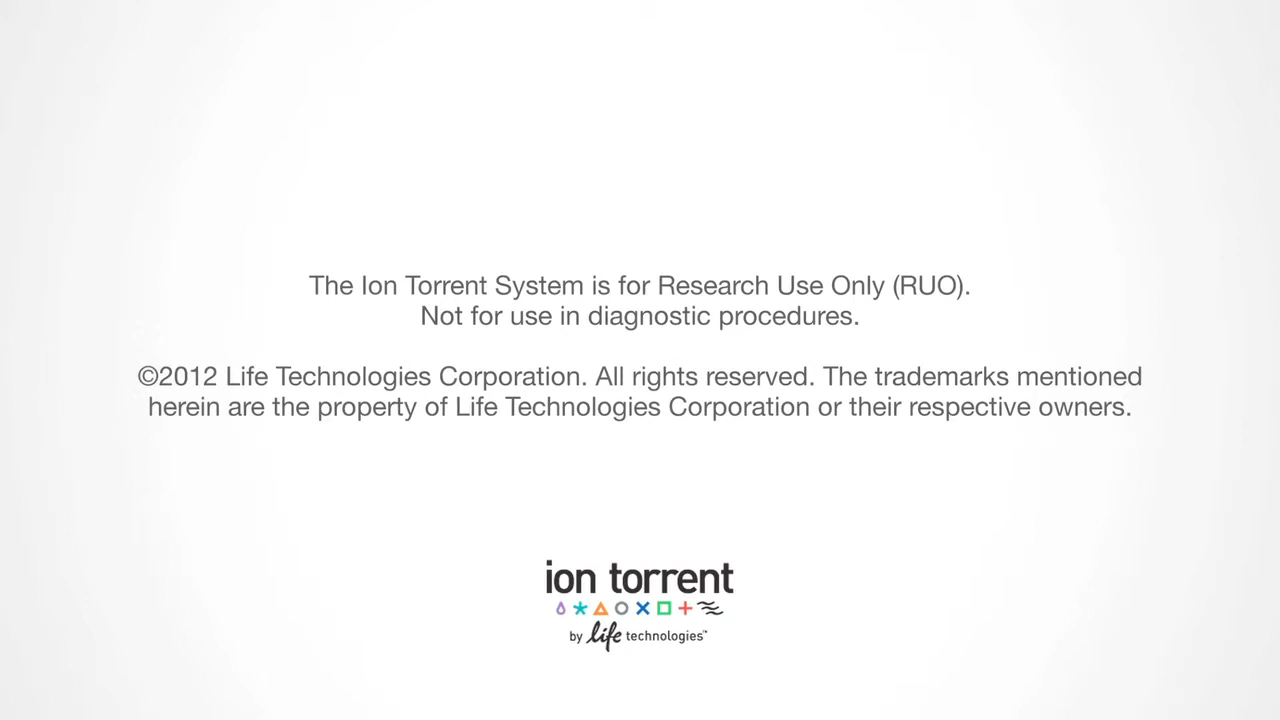 The Ion Torrent System is for Research Use Only (RUO).
Not for use in diagnostic procedures.
©2012 Life Technologies Corporation. All rights reserved. The trademarks mentioned
herein are the property of Life Technologies Corporation or their respective owners.
ion torrent
by life technologies™